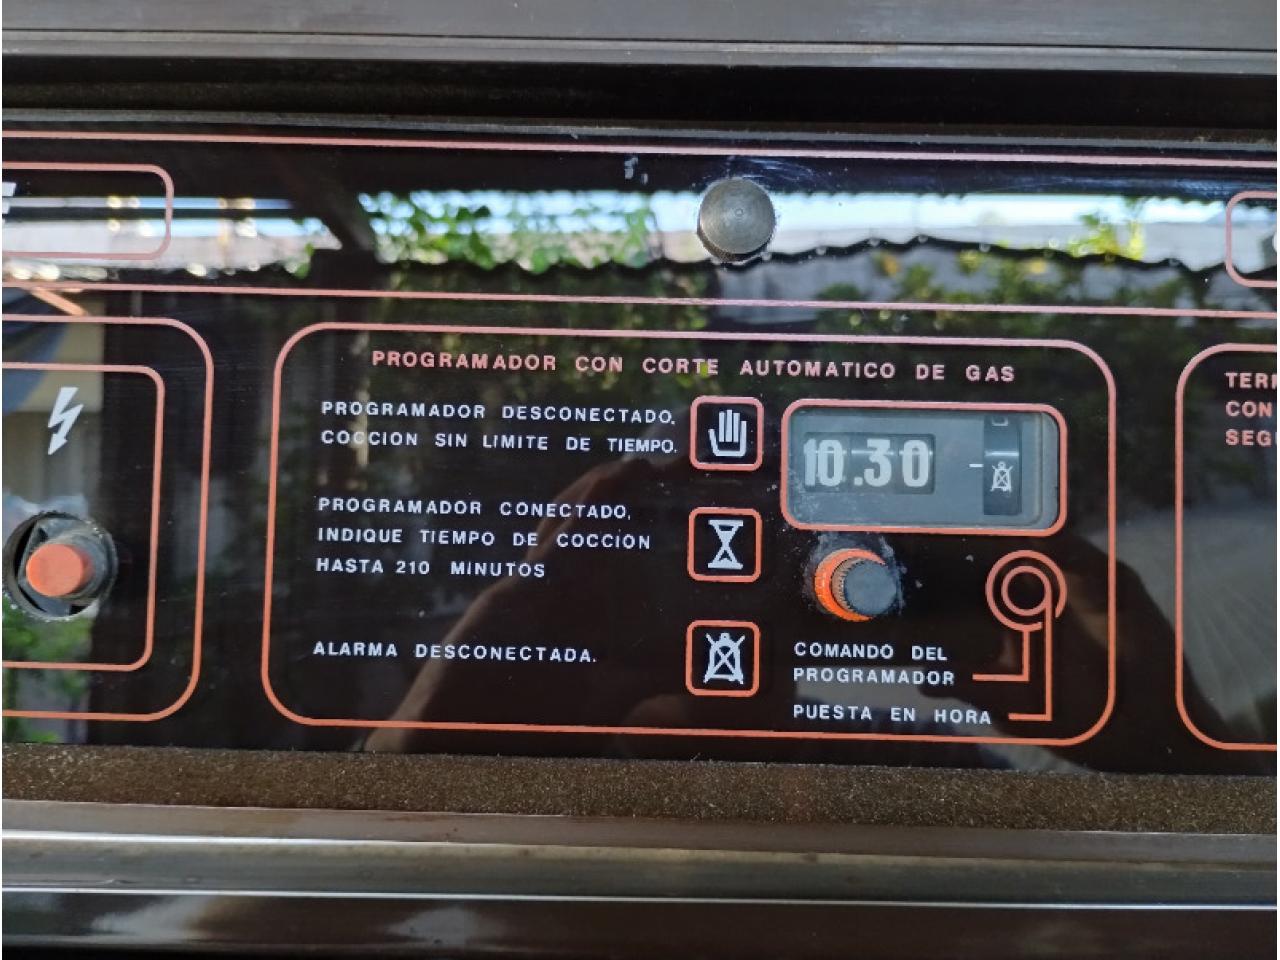 PROGRAMADOR CON CORTE AUTOMATICO DE GAS
PROGRAMADOR DESCONECTADO,
COCCION SIN LIMITE DE TIEMPO.
10.30
PROGRAMADOR CONECTADO,
INDIQUE TIEMPO DE COCCION
HASTA 210 MINUTOS
ALARMA DESCONECTADA.
COMANDO DEL
PROGRAMADOR
PUESTA EN HORA
CON